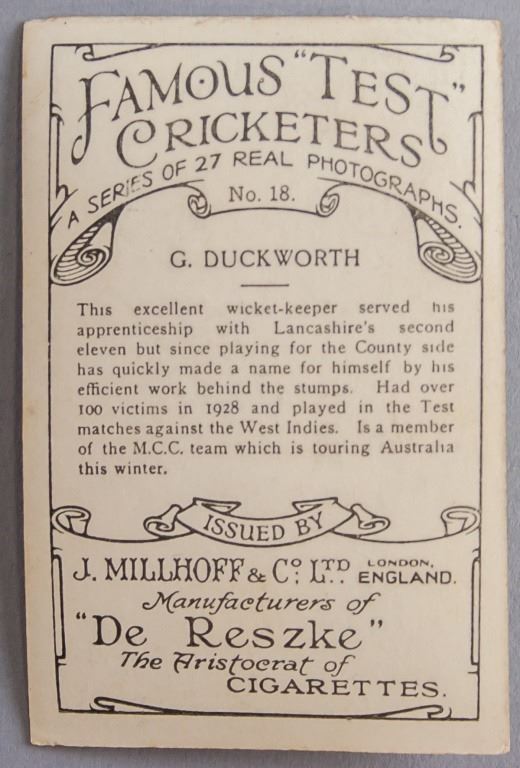 FAMOUS "TEST"
CRICKETERS
A SERIES OF 27 REAL PHOTOGRAPHS.
No. 18.
G. DUCKWORTH
This excellent wicket-keeper served his
apprenticeship with Lancashire's second
eleven but since playing for the County side
has quickly made a name for himself by his
efficient work behind the stumps. Had over
100 victims in 1928 and played in the Test
matches against the West Indies. Is a member
of the M.C.C. team which is touring Australia
this winter.
ISSUED BY
J. MILLHOFF & Co. LTD. LONDON, ENGLAND.
Manufacturers of
"De Reszke"
The Aristocrat of
CIGARETTES.